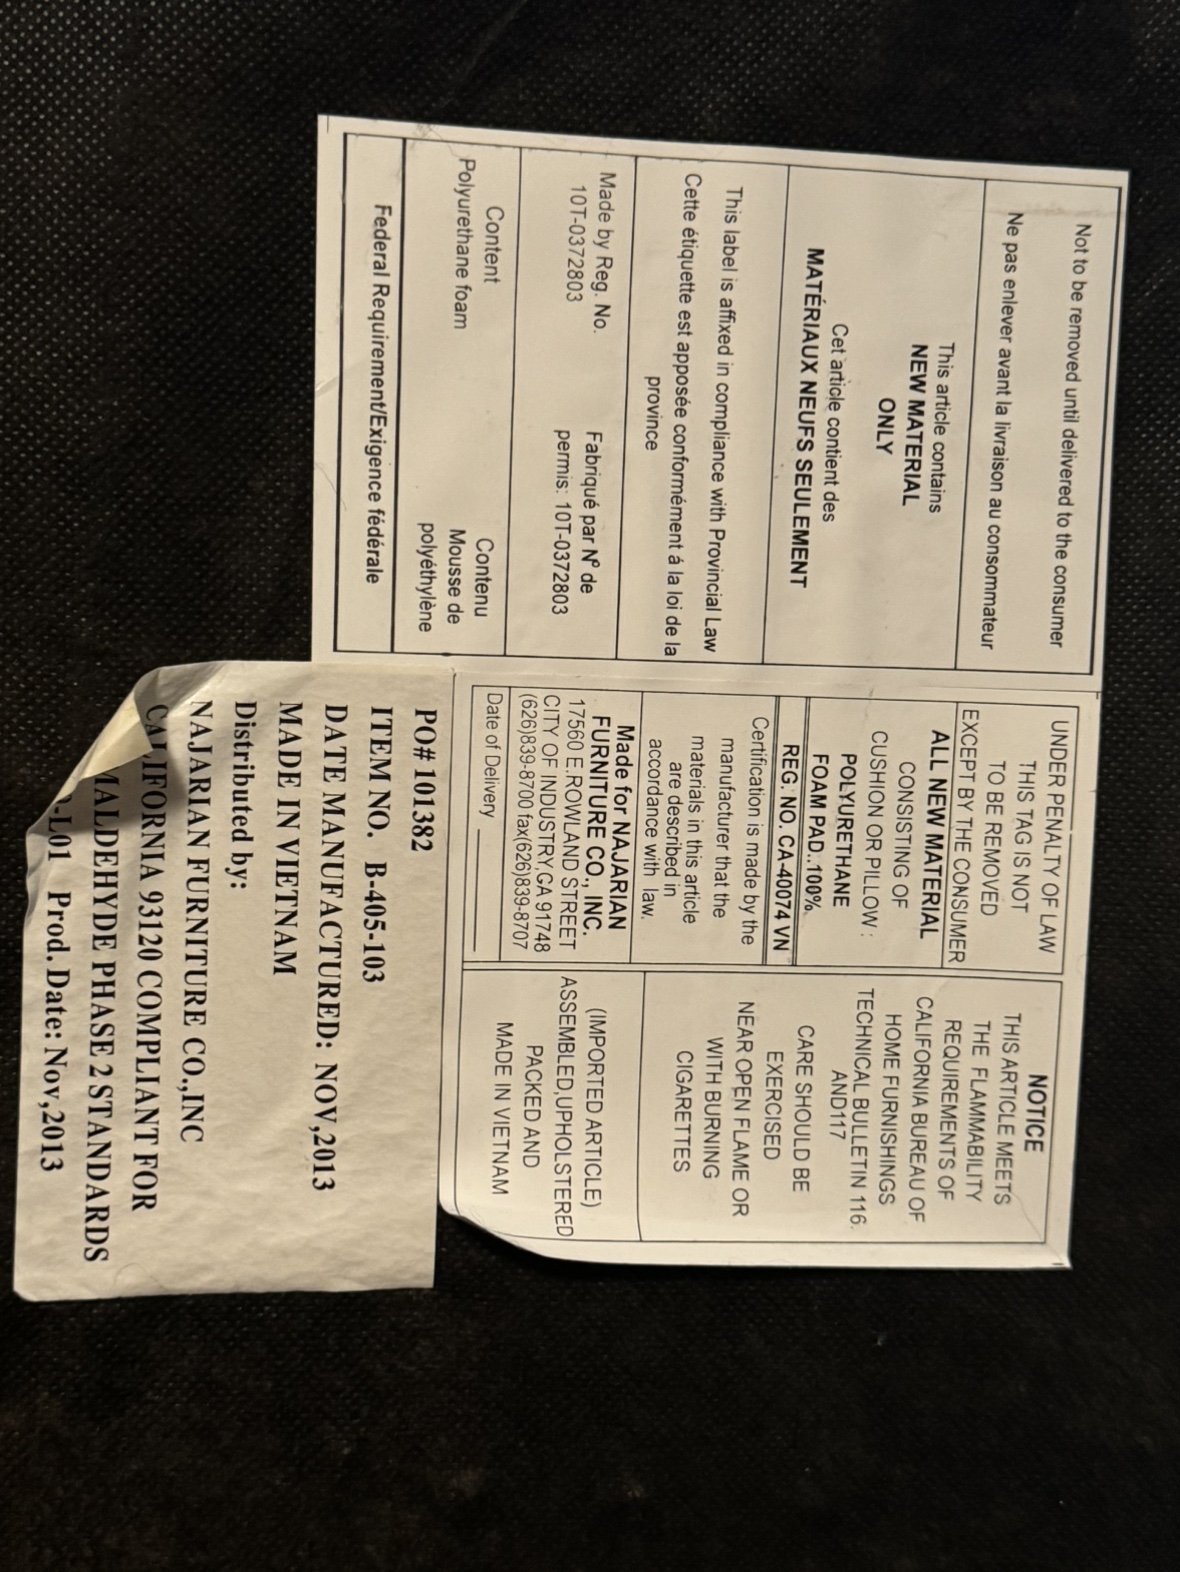 Not to be removed until delivered to the consumer
Ne pas enlever avant la livraison au consommateur
This article contains
NEW MATERIAL
ONLY
Cet article contient des
MATÉRIAUX NEUFS SEULEMENT
This label is affixed in compliance with Provincial Law
Cette étiquette est apposée conformément á la loi de la
province
Made by Reg. No.
10T-0372803
Fabriqué par Nº de
permis: 10T-0372803
Content
Polyurethane foam
Contenu
Mousse de
polyéthylène
Federal Requirement/Exigence fédérale
UNDER PENALTY OF LAW
THIS TAG IS NOT
TO BE REMOVED
EXCEPT BY THE CONSUMER
ALL NEW MATERIAL
CONSISTING OF
CUSHION OR PILLOW :
POLYURETHANE
FOAM PAD..100%
REG. NO. CA-40074 VN
Certification is made by the
manufacturer that the
materials in this article
are described in
accordance with law.
Made for NAJARIAN
FURNITURE CO., INC.
17560 E.ROWLAND STREET
CITY OF INDUSTRY,GA 91748
(626)839-8700 fax(626)839-8707
Date of Delivery
NOTICE
THIS ARTICLE MEETS
THE FLAMMABILITY
REQUIREMENTS OF
CALIFORNIA BUREAU OF
HOME FURNISHINGS
TECHNICAL BULLETIN 116.
AND117
CARE SHOULD BE
EXERCISED
NEAR OPEN FLAME OR
WITH BURNING
CIGARETTES
(IMPORTED ARTICLE)
ASSEMBLED,UPHOLSTERED
PACKED AND
MADE IN VIETNAM
PO# 101382
ITEM NO. B-405-103
DATE MANUFACTURED: NOV,2013
MADE IN VIETNAM
Distributed by:
NAJARIAN FURNITURE CO.,INC
CALIFORNIA 93120 COMPLIANT FOR
MALDEHYDE PHASE 2 STANDARDS
-L01 Prod. Date: Nov,2013